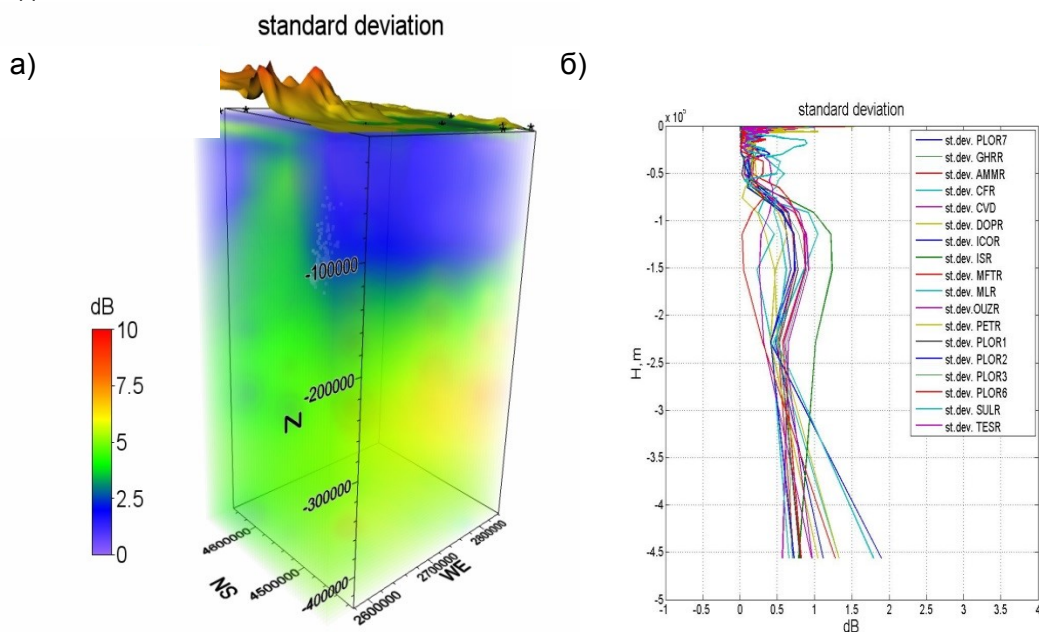 standard deviation
а)
dB
10
7.5
5
2.5
0
-100000
-200000
-300000
-400000
Z
4600000
4500000
NS
2600000
2700000
2800000
WE
б)
standard deviation
0
-0.5
-1
-1.5
-2
-2.5
-3
-3.5
-4
-4.5
-5
H, m
-1 -0.5 0 0.5 1 1.5 2 2.5 3 3.5 4
dB
st.dev. PLOR7
st.dev. GHRR
st.dev. AMMR
st.dev. CFR
st.dev. CVD
st.dev. DOPR
st.dev. ICOR
st.dev. ISR
st.dev. MFTR
st.dev. MLR
st.dev.OUZR
st.dev. PETR
st.dev. PLOR1
st.dev. PLOR2
st.dev. PLOR3
st.dev. PLOR6
st.dev. SULR
st.dev. TESR